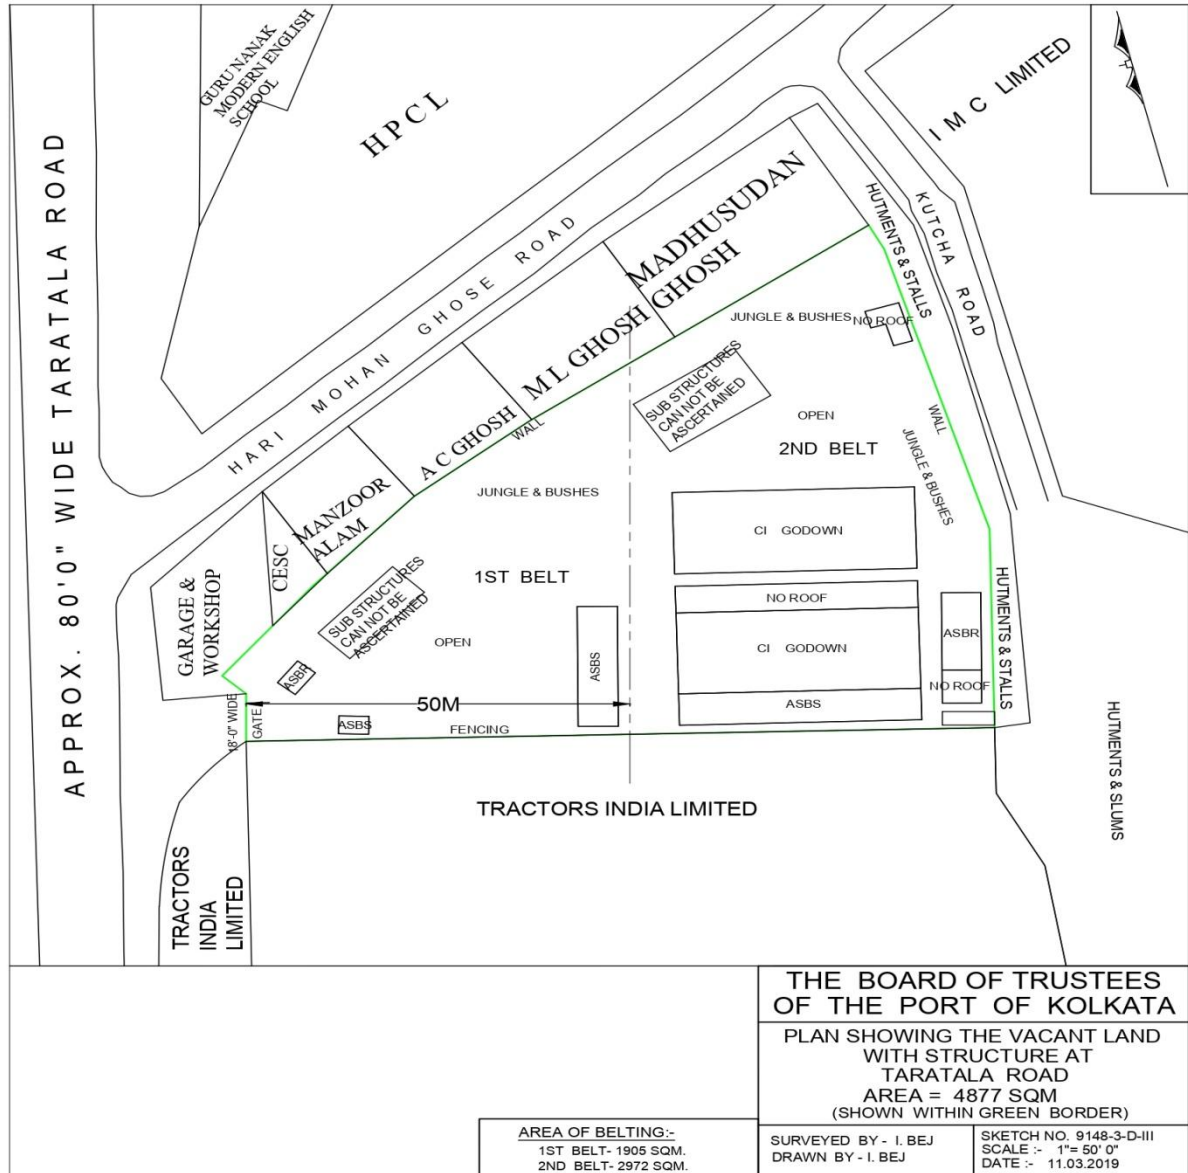 GURU NANAK
MODERN ENGLISH
SCHOOL
H P C L
I M C LIMITED
APPROX. 80'0" WIDE TARATALA ROAD
HARI MOHAN GHOSE ROAD
KUTCHA ROAD
HUTMENTS & STALLS
MADHUSUDAN
GHOSH
M L GHOSH
A C GHOSH
MANZOOR
ALAM
CESC
GARAGE &
WORKSHOP
JUNGLE & BUSHES
NO ROOF
SUB STRUCTURES
CAN NOT BE
ASCERTAINED
OPEN
2ND BELT
WALL
JUNGLE & BUSHES
WALL
JUNGLE & BUSHES
CI GODOWN
1ST BELT
NO ROOF
SUB STRUCTURES
CAN NOT BE
ASCERTAINED
OPEN
ASBS
CI GODOWN
ASBR
HUTMENTS & STALLS
ASBR
NO ROOF
50M
ASBS
18'-0" WIDE
GATE
ASBS
FENCING
HUTMENTS & SLUMS
TRACTORS INDIA LIMITED
TRACTORS
INDIA
LIMITED
THE BOARD OF TRUSTEES
OF THE PORT OF KOLKATA
PLAN SHOWING THE VACANT LAND
WITH STRUCTURE AT
TARATALA ROAD
AREA = 4877 SQM
(SHOWN WITHIN GREEN BORDER)
AREA OF BELTING:-
1ST BELT- 1905 SQM.
2ND BELT- 2972 SQM.
SURVEYED BY - I. BEJ
DRAWN BY - I. BEJ
SKETCH NO. 9148-3-D-III
SCALE :- 1"= 50' 0"
DATE :- 11.03.2019